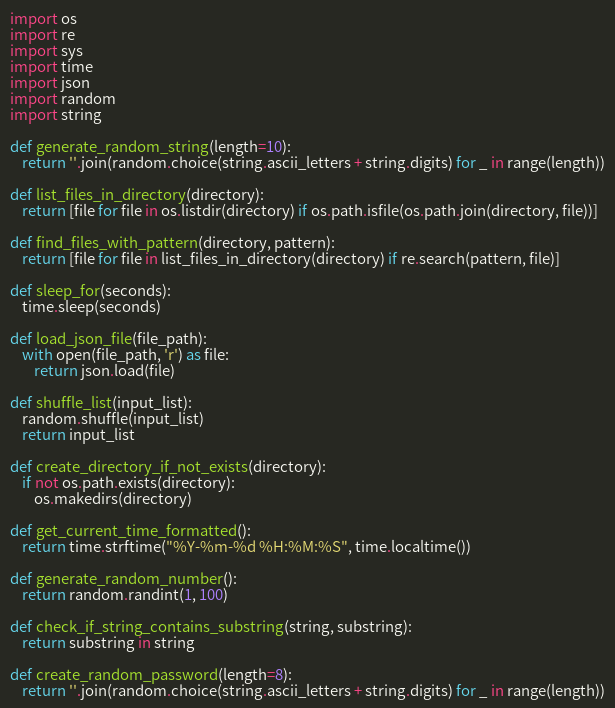 import os
import re
import sys
import time
import json
import random
import string

def generate_random_string(length=10):
    return ''.join(random.choice(string.ascii_letters + string.digits) for _ in range(length))

def list_files_in_directory(directory):
    return [file for file in os.listdir(directory) if os.path.isfile(os.path.join(directory, file))]

def find_files_with_pattern(directory, pattern):
    return [file for file in list_files_in_directory(directory) if re.search(pattern, file)]

def sleep_for(seconds):
    time.sleep(seconds)

def load_json_file(file_path):
    with open(file_path, 'r') as file:
        return json.load(file)

def shuffle_list(input_list):
    random.shuffle(input_list)
    return input_list

def create_directory_if_not_exists(directory):
    if not os.path.exists(directory):
        os.makedirs(directory)

def get_current_time_formatted():
    return time.strftime("%Y-%m-%d %H:%M:%S", time.localtime())

def generate_random_number():
    return random.randint(1, 100)

def check_if_string_contains_substring(string, substring):
    return substring in string

def create_random_password(length=8):
    return ''.join(random.choice(string.ascii_letters + string.digits) for _ in range(length))